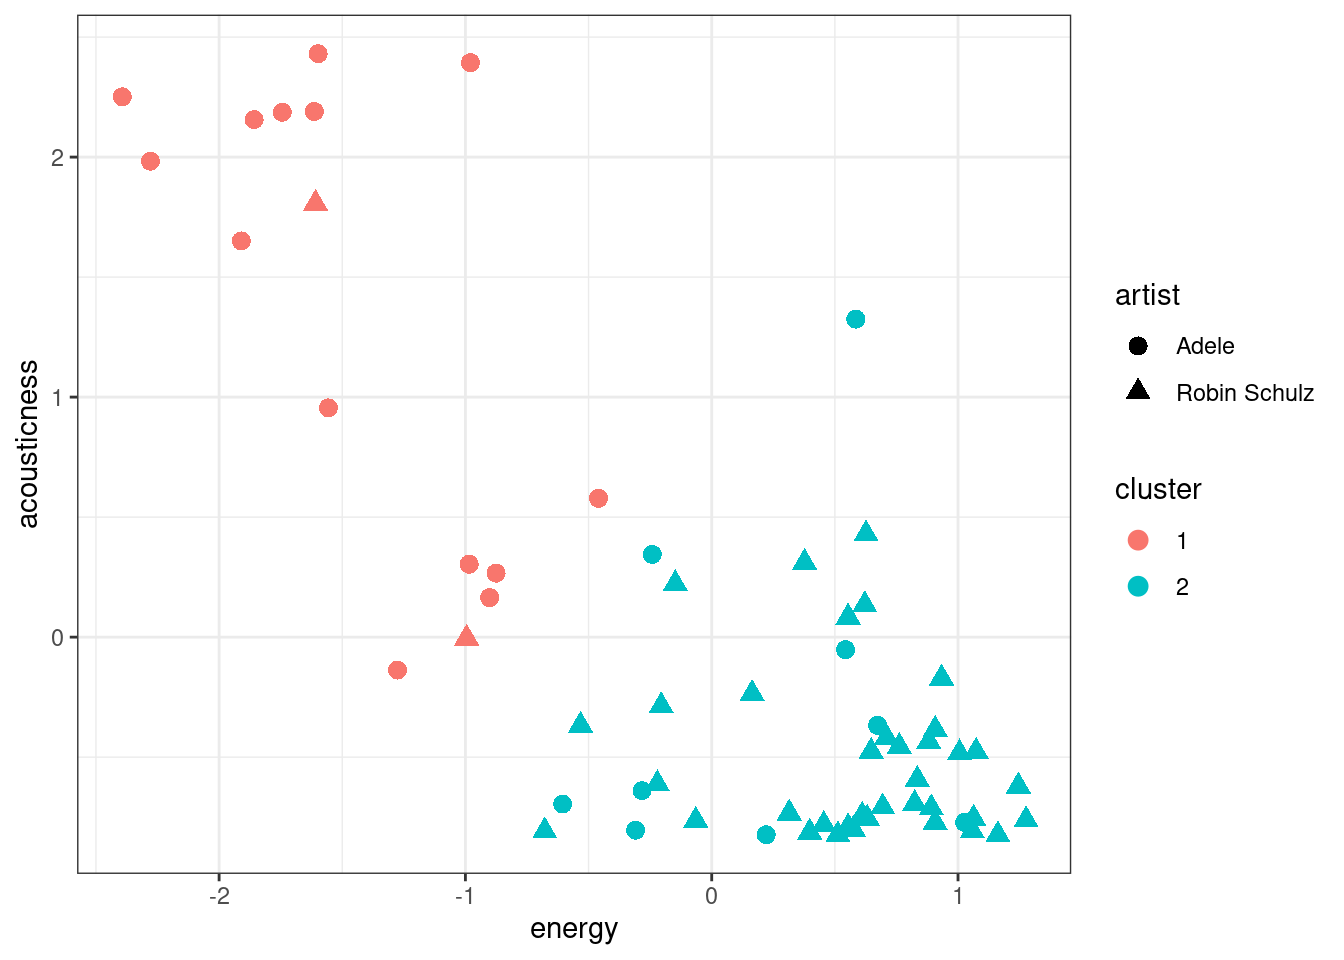 2
1
0
acousticness
-2
-1
0
1
energy
artist
Adele
Robin Schulz
cluster
1
2